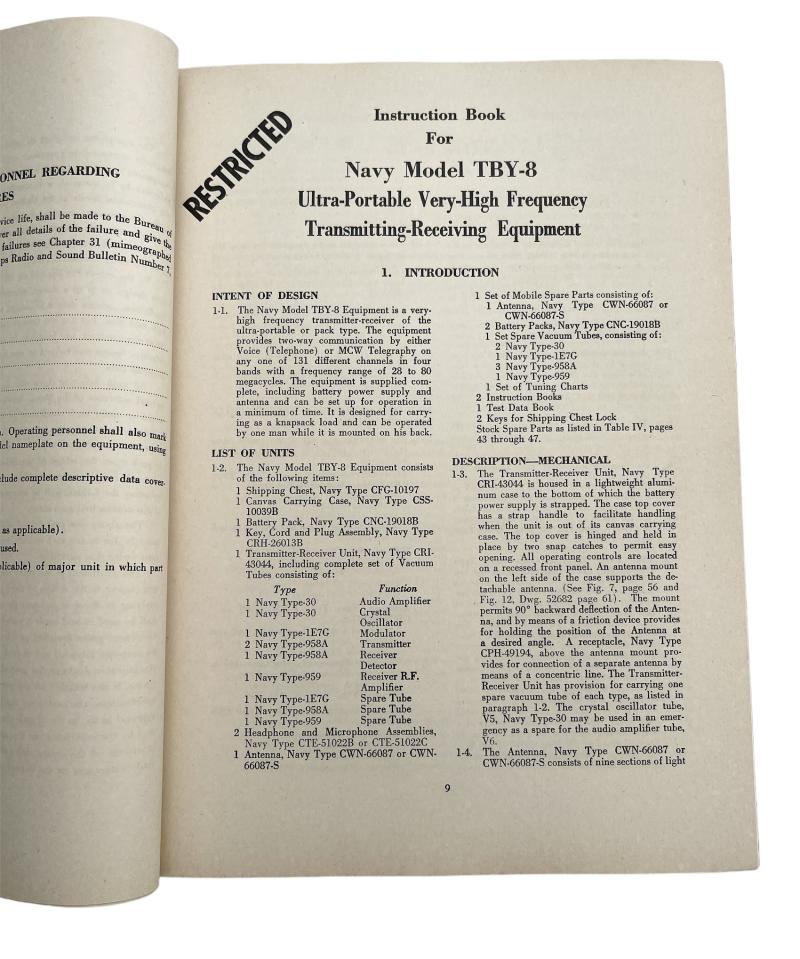 ONNEL REGARDING
ES
vice life, shall be made to the Bureau of
er all details of the failure and give the
failures see Chapter 31 (mimeographed
ps Radio and Sound Bulletin Number 7,
. Operating personnel shall also mark
el nameplate on the equipment, using
clude complete descriptive data cover-
as applicable).
used.
licable) of major unit in which part
RESTRICTED
Instruction Book
For
Navy Model TBY-8
Ultra-Portable Very-High Frequency
Transmitting-Receiving Equipment
1. INTRODUCTION
INTENT OF DESIGN
1-1. The Navy Model TBY-8 Equipment is a very-
high frequency transmitter-receiver of the
ultra-portable or pack type. The equipment
provides two-way communication by either
Voice (Telephone) or MCW Telegraphy on
any one of 131 different channels in four
bands with a frequency range of 28 to 80
megacycles. The equipment is supplied com-
plete, including battery power supply and
antenna and can be set up for operation in
a minimum of time. It is designed for carry-
ing as a knapsack load and can be operated
by one man while it is mounted on his back.
LIST OF UNITS
1-2. The Navy Model TBY-8 Equipment consists
of the following items:
1 Shipping Chest, Navy Type CFG-10197
1 Canvas Carrying Case, Navy Type CSS-
10039B
1 Battery Pack, Navy Type CNC-19018B
1 Key, Cord and Plug Assembly, Navy Type
CRH-26013B
1 Transmitter-Receiver Unit, Navy Type CRI-
43044, including complete set of Vacuum
Tubes consisting of:
Type Function
1 Navy Type-30 Audio Amplifier
1 Navy Type-30 Crystal
Oscillator
1 Navy Type-1E7G Modulator
2 Navy Type-958A Transmitter
1 Navy Type-958A Receiver
Detector
1 Navy Type-959 Receiver R.F.
Amplifier
1 Navy Type-1E7G Spare Tube
1 Navy Type-958A Spare Tube
1 Navy Type-959 Spare Tube
2 Headphone and Microphone Assemblies,
Navy Type CTE-51022B or CTE-51022C
1 Antenna, Navy Type CWN-66087 or CWN-
66087-S
1 Set of Mobile Spare Parts consisting of:
1 Antenna, Navy Type CWN-66087 or
CWN-66087-S
2 Battery Packs, Navy Type CNC-19018B
1 Set Spare Vacuum Tubes, consisting of:
2 Navy Type-30
1 Navy Type-1E7G
3 Navy Type-958A
1 Navy Type-959
1 Set of Tuning Charts
2 Instruction Books
1 Test Data Book
2 Keys for Shipping Chest Lock
Stock Spare Parts as listed in Table IV, pages
43 through 47.
DESCRIPTION—MECHANICAL
1-3. The Transmitter-Receiver Unit, Navy Type
CRI-43044 is housed in a lightweight alumi-
num case to the bottom of which the battery
power supply is strapped. The case top cover
has a strap handle to facilitate handling
when the unit is out of its canvas carrying
case. The top cover is hinged and held in
place by two snap catches to permit easy
opening. All operating controls are located
on a recessed front panel. An antenna mount
on the left side of the case supports the de-
tachable antenna. (See Fig. 7, page 56 and
Fig. 12, Dwg. 52682 page 61). The mount
permits 90° backward deflection of the Anten-
na, and by means of a friction device provides
for holding the position of the Antenna at
a desired angle. A receptacle, Navy Type
CPH-49194, above the antenna mount pro-
vides for connection of a separate antenna by
means of a concentric line. The Transmitter-
Receiver Unit has provision for carrying one
spare vacuum tube of each type, as listed in
paragraph 1-2. The crystal oscillator tube,
V5, Navy Type-30 may be used in an emer-
gency as a spare for the audio amplifier tube,
V6.
1-4. The Antenna, Navy Type CWN-66087 or
CWN-66087-S consists of nine sections of light
9